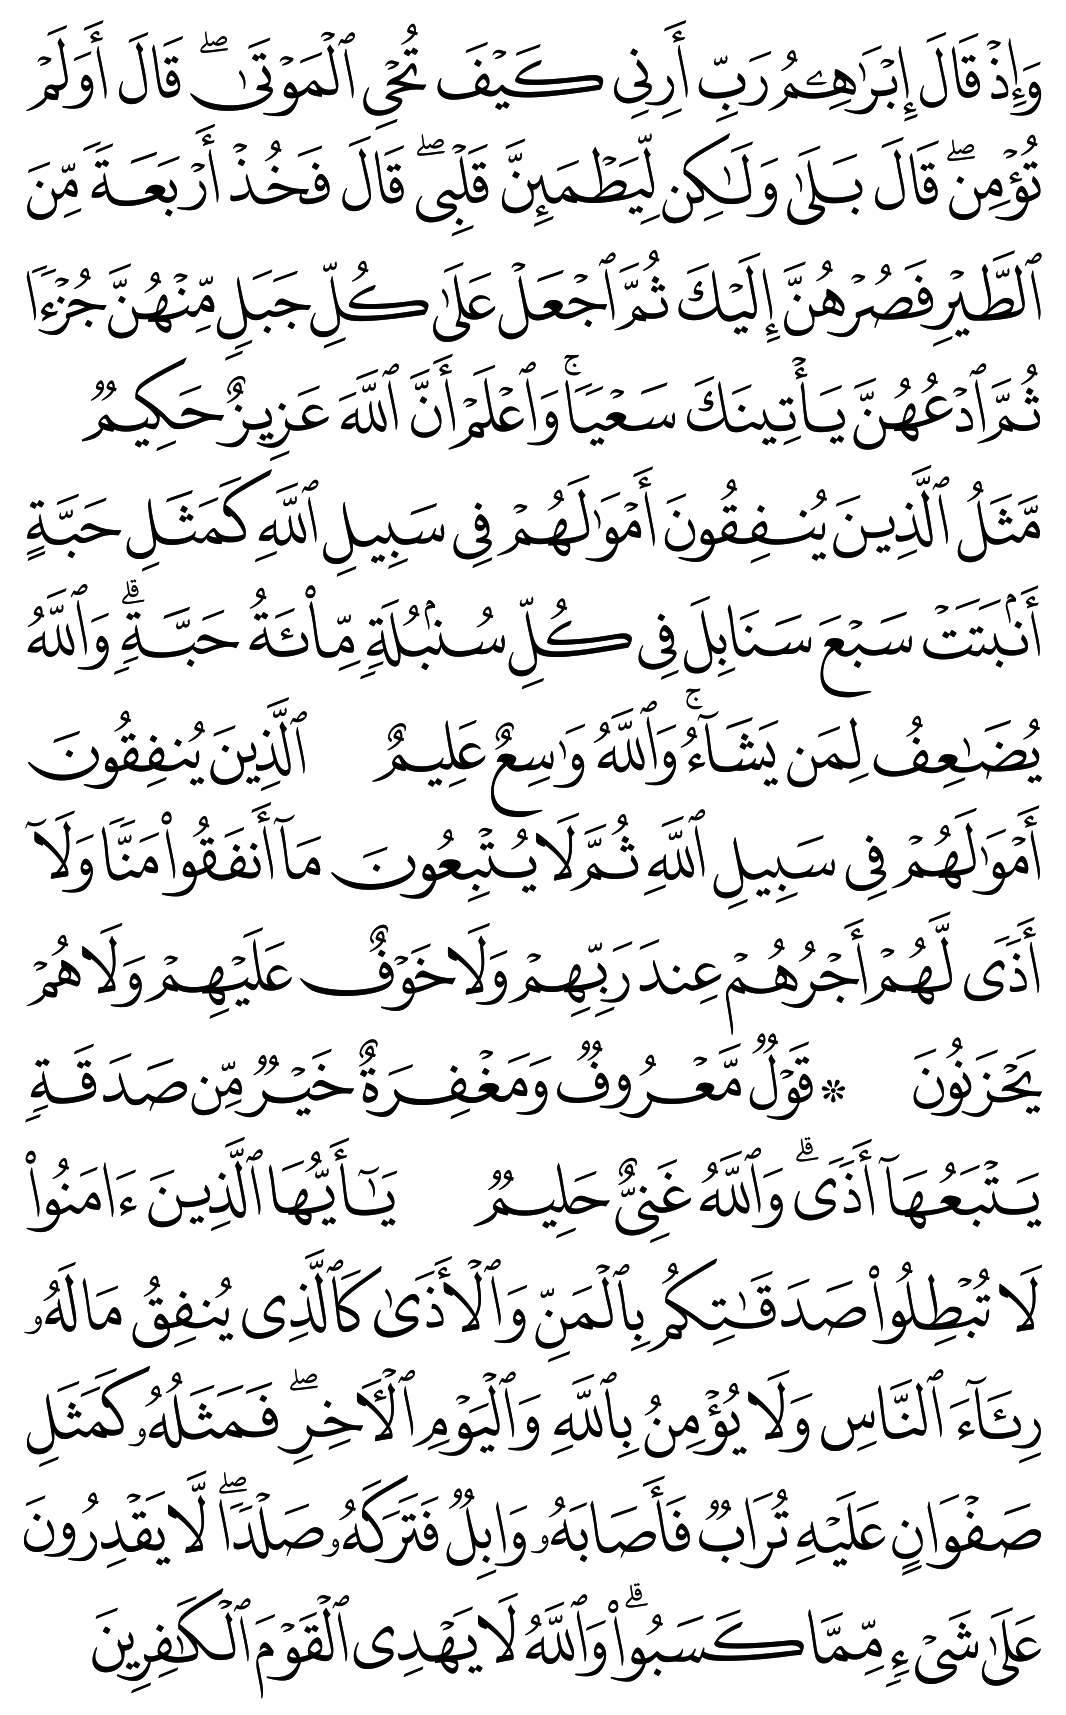 وَإِذۡ قَالَ إِبۡرَٰهِـۧمُ رَبِّ أَرِنِي كَيۡفَ تُحۡيِ ٱلۡمَوۡتَىٰۖ قَالَ أَوَلَمۡ
تُؤۡمِنۖ قَالَ بَلَىٰ وَلَٰكِن لِّيَطۡمَئِنَّ قَلۡبِيۖ قَالَ فَخُذۡ أَرۡبَعَةٗ مِّنَ
ٱلطَّيۡرِ فَصُرۡهُنَّ إِلَيۡكَ ثُمَّ ٱجۡعَلۡ عَلَىٰ كُلِّ جَبَلٖ مِّنۡهُنَّ جُزۡءٗا
ثُمَّ ٱدۡعُهُنَّ يَأۡتِينَكَ سَعۡيٗاۚ وَٱعۡلَمۡ أَنَّ ٱللَّهَ عَزِيزٌ حَكِيمٞ
مَّثَلُ ٱلَّذِينَ يُنفِقُونَ أَمۡوَٰلَهُمۡ فِي سَبِيلِ ٱللَّهِ كَمَثَلِ حَبَّةٍ
أَنۢبَتَتۡ سَبۡعَ سَنَابِلَ فِي كُلِّ سُنۢبُلَةٖ مِّاْئَةُ حَبَّةٖۗ وَٱللَّهُ
يُضَٰعِفُ لِمَن يَشَآءُۚ وَٱللَّهُ وَٰسِعٌ عَلِيمٌ ٱلَّذِينَ يُنفِقُونَ
أَمۡوَٰلَهُمۡ فِي سَبِيلِ ٱللَّهِ ثُمَّ لَا يُتۡبِعُونَ مَآ أَنفَقُواْ مَنّٗا وَلَآ
أَذٗى لَّهُمۡ أَجۡرُهُمۡ عِندَ رَبِّهِمۡ وَلَا خَوۡفٌ عَلَيۡهِمۡ وَلَا هُمۡ
يَحۡزَنُونَ ۞ قَوۡلٞ مَّعۡرُوفٞ وَمَغۡفِرَةٌ خَيۡرٞ مِّن صَدَقَةٖ
يَتۡبَعُهَآ أَذٗىۗ وَٱللَّهُ غَنِيٌّ حَلِيمٞ يَٰٓأَيُّهَا ٱلَّذِينَ ءَامَنُواْ
لَا تُبۡطِلُواْ صَدَقَٰتِكُم بِٱلۡمَنِّ وَٱلۡأَذَىٰ كَٱلَّذِي يُنفِقُ مَالَهُۥ
رِئَآءَ ٱلنَّاسِ وَلَا يُؤۡمِنُ بِٱللَّهِ وَٱلۡيَوۡمِ ٱلۡأٓخِرِۖ فَمَثَلُهُۥ كَمَثَلِ
صَفۡوَانٍ عَلَيۡهِ تُرَابٞ فَأَصَابَهُۥ وَابِلٞ فَتَرَكَهُۥ صَلۡدٗاۖ لَّا يَقۡدِرُونَ
عَلَىٰ شَيۡءٖ مِّمَّا كَسَبُواْۗ وَٱللَّهُ لَا يَهۡدِي ٱلۡقَوۡمَ ٱلۡكَٰفِرِينَ